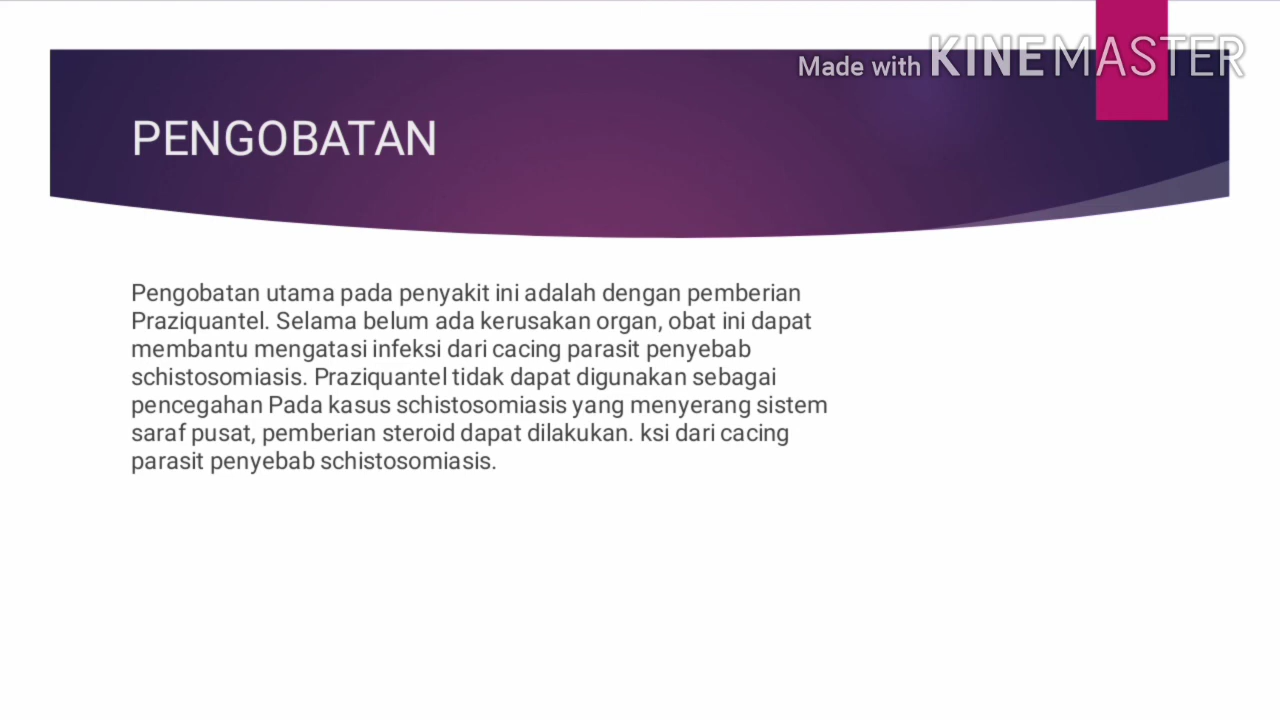 Made with KINEMASTER
PENGOBATAN
Pengobatan utama pada penyakit ini adalah dengan pemberian
Praziquantel. Selama belum ada kerusakan organ, obat ini dapat
membantu mengatasi infeksi dari cacing parasit penyebab
schistosomiasis. Praziquantel tidak dapat digunakan sebagai
pencegahan Pada kasus schistosomiasis yang menyerang sistem
saraf pusat, pemberian steroid dapat dilakukan. ksi dari cacing
parasit penyebab schistosomiasis.